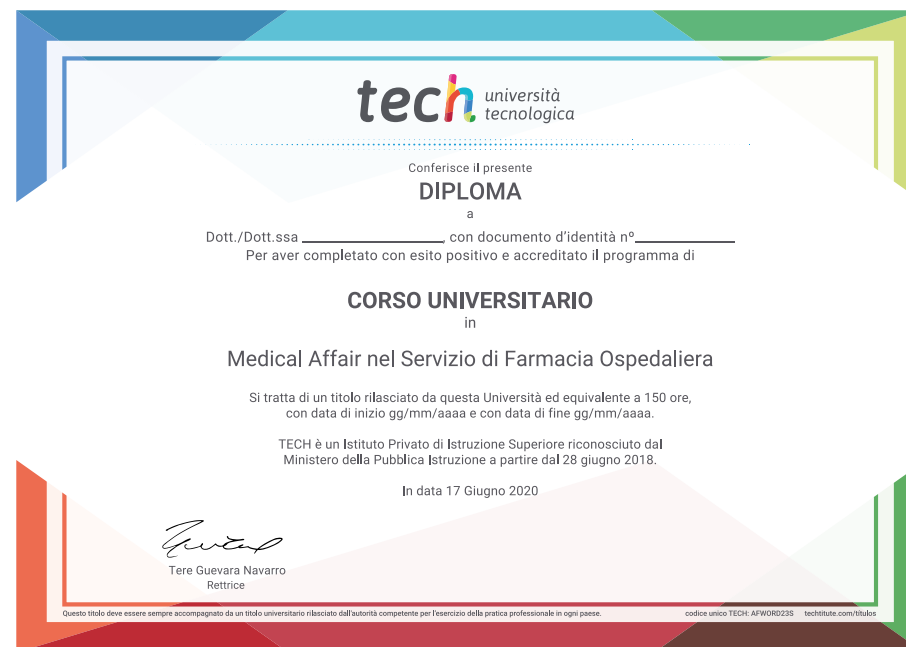 tech università
tecnologica
Conferisce il presente
DIPLOMA
a
Dott./Dott.ssa ____________________, con documento d'identità nº______________
Per aver completato con esito positivo e accreditato il programma di
CORSO UNIVERSITARIO
in
Medical Affair nel Servizio di Farmacia Ospedaliera
Si tratta di un titolo rilasciato da questa Università ed equivalente a 150 ore,
con data di inizio gg/mm/aaaa e con data di fine gg/mm/aaaa.
TECH è un Istituto Privato di Istruzione Superiore riconosciuto dal
Ministero della Pubblica Istruzione a partire dal 28 giugno 2018.
In data 17 Giugno 2020
Tere Guevara Navarro
Rettrice
Questo titolo deve essere sempre accompagnato da un titolo universitario rilasciato dall'autorità competente per l'esercizio della pratica professionale in ogni paese. codice unico TECH: AFWORD23S techtitute.com/titulos